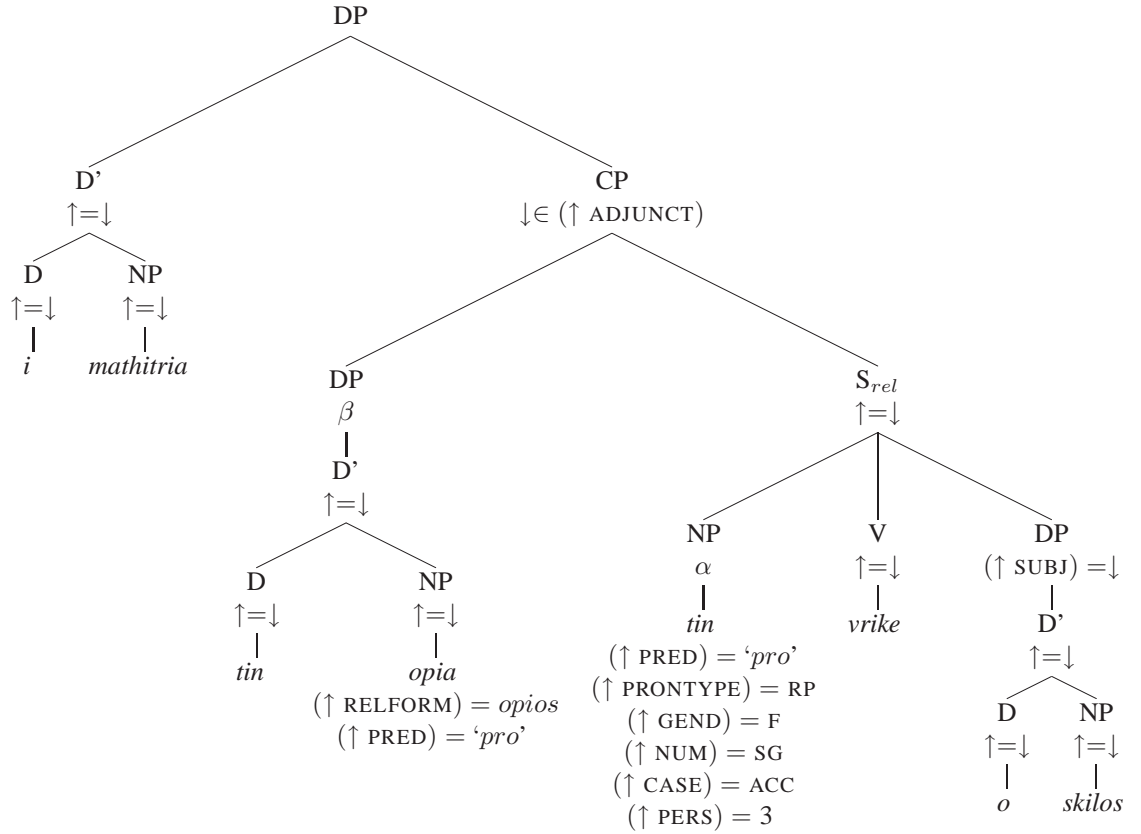 DP
D’ CP
↑=↓ ↓∈ (↑ ADJUNCT)
D NP
↑=↓ ↑=↓
i mathitria
DP S_rel
β ↑=↓
D’
↑=↓
NP V DP
α ↑=↓ (↑ SUBJ) =↓
D NP
↑=↓ ↑=↓
tin vrike D’
(↑ PRED) = ‘pro’ ↑=↓
tin opia
(↑ RELFORM) = opios (↑ PRONTYPE) = RP
(↑ PRED) = ‘pro’ (↑ GEND) = F D NP
(↑ NUM) = SG ↑=↓ ↑=↓
(↑ CASE) = ACC o skilos
(↑ PERS) = 3